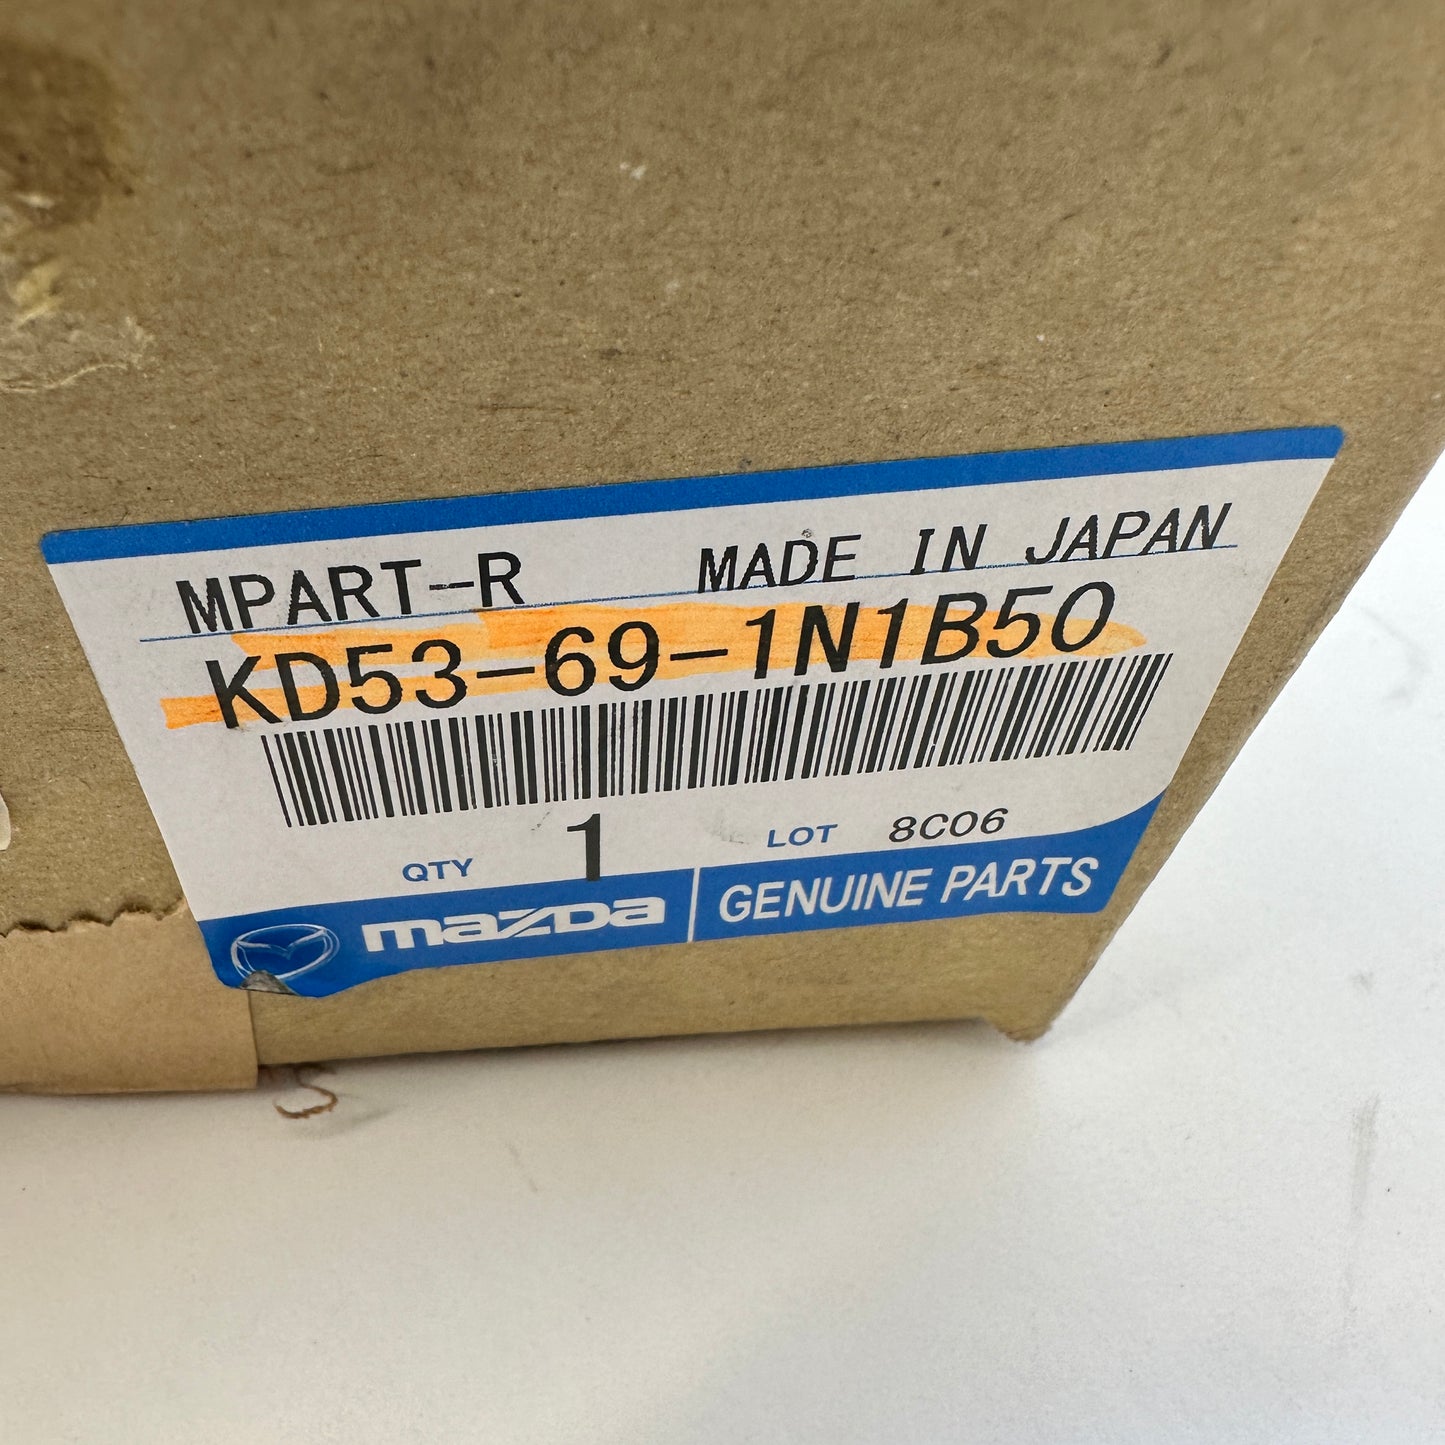 MPART-R MADE IN JAPAN
KD53-69-1N1B50
QTY 1 LOT 8C06
mazda GENUINE PARTS